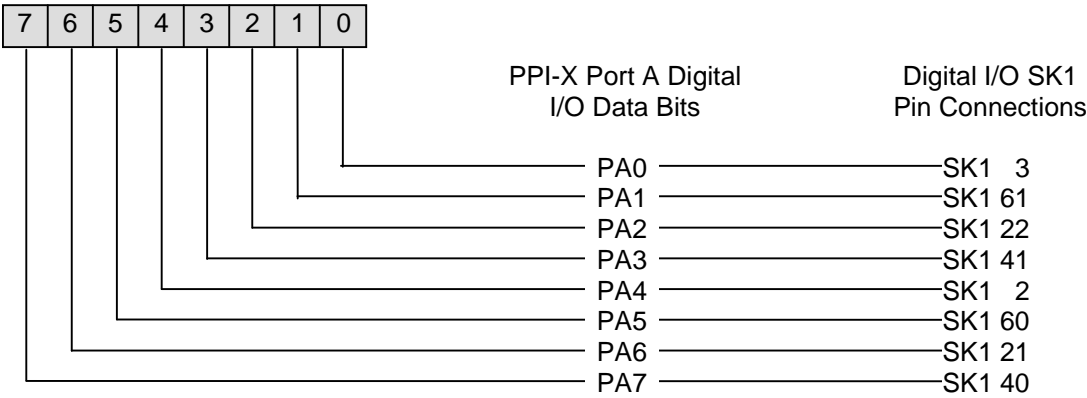 7 6 5 4 3 2 1 0
PPI-X Port A Digital I/O Data Bits
Digital I/O SK1 Pin Connections
PA0 SK1 3
PA1 SK1 61
PA2 SK1 22
PA3 SK1 41
PA4 SK1 2
PA5 SK1 60
PA6 SK1 21
PA7 SK1 40